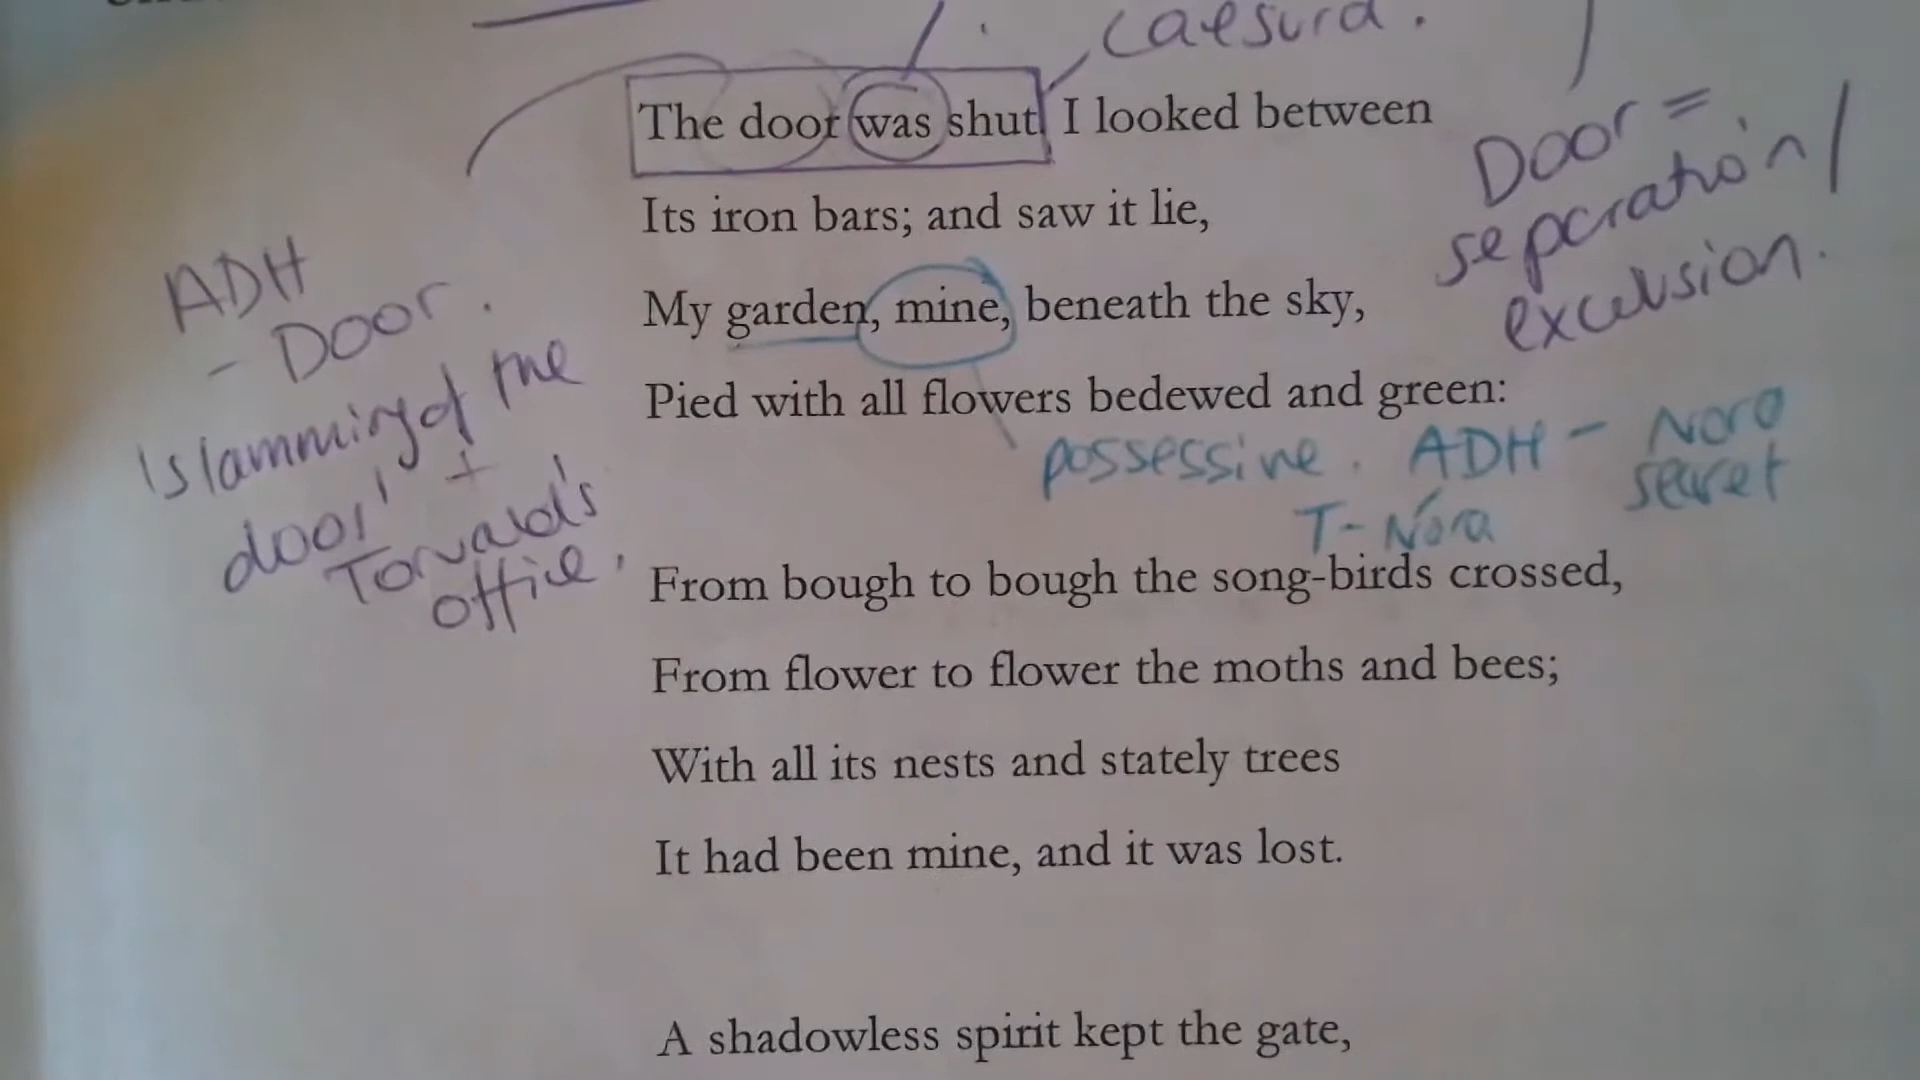 caesura.
The door was shut. I looked between
Door =
separation/
exclusion.
Its iron bars; and saw it lie,
ADH
- Door.
'slamming of the
door' +
Torvald's
office.
My garden, mine, beneath the sky,
Pied with all flowers bedewed and green:
possessive. ADH - Nora
secret
T - Nora
From bough to bough the song-birds crossed,
From flower to flower the moths and bees;
With all its nests and stately trees
It had been mine, and it was lost.
A shadowless spirit kept the gate,